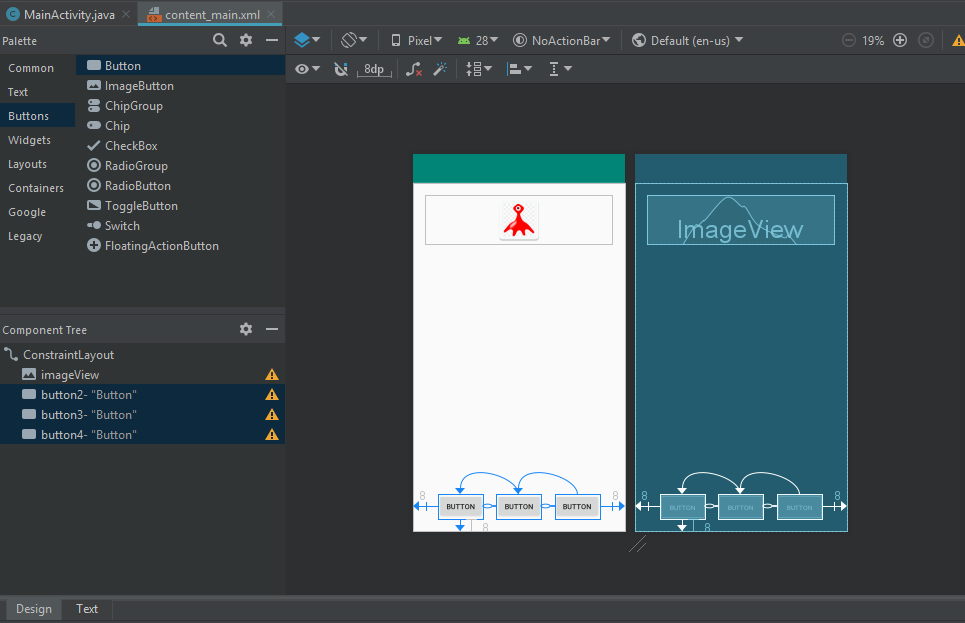 MainActivity.java content_main.xml
Palette
Pixel 28 NoActionBar Default (en-us) 19%
8dp
Common
Text
Buttons
Widgets
Layouts
Containers
Google
Legacy
Button
ImageButton
ChipGroup
Chip
CheckBox
RadioGroup
RadioButton
ToggleButton
Switch
FloatingActionButton
Component Tree
ConstraintLayout
imageView
button2- "Button"
button3- "Button"
button4- "Button"
ImageView
8 8
BUTTON BUTTON BUTTON
8
8 8
BUTTON BUTTON BUTTON
8
Design Text